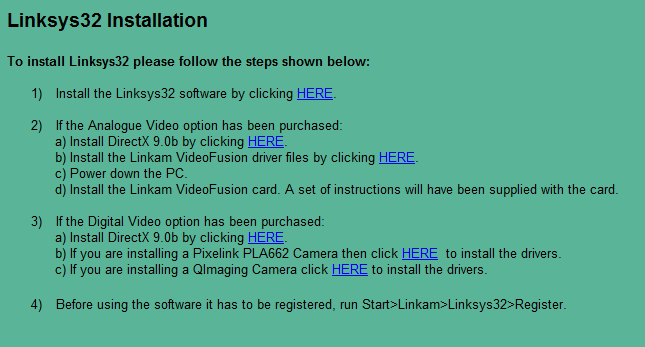 Linksys32 Installation
To install Linksys32 please follow the steps shown below:
1) Install the Linksys32 software by clicking HERE.
2) If the Analogue Video option has been purchased:
a) Install DirectX 9.0b by clicking HERE.
b) Install the Linkam VideoFusion driver files by clicking HERE.
c) Power down the PC.
d) Install the Linkam VideoFusion card. A set of instructions will have been supplied with the card.
3) If the Digital Video option has been purchased:
a) Install DirectX 9.0b by clicking HERE.
b) If you are installing a Pixelink PLA662 Camera then click HERE to install the drivers.
c) If you are installing a QImaging Camera click HERE to install the drivers.
4) Before using the software it has to be registered, run Start>Linkam>Linksys32>Register.